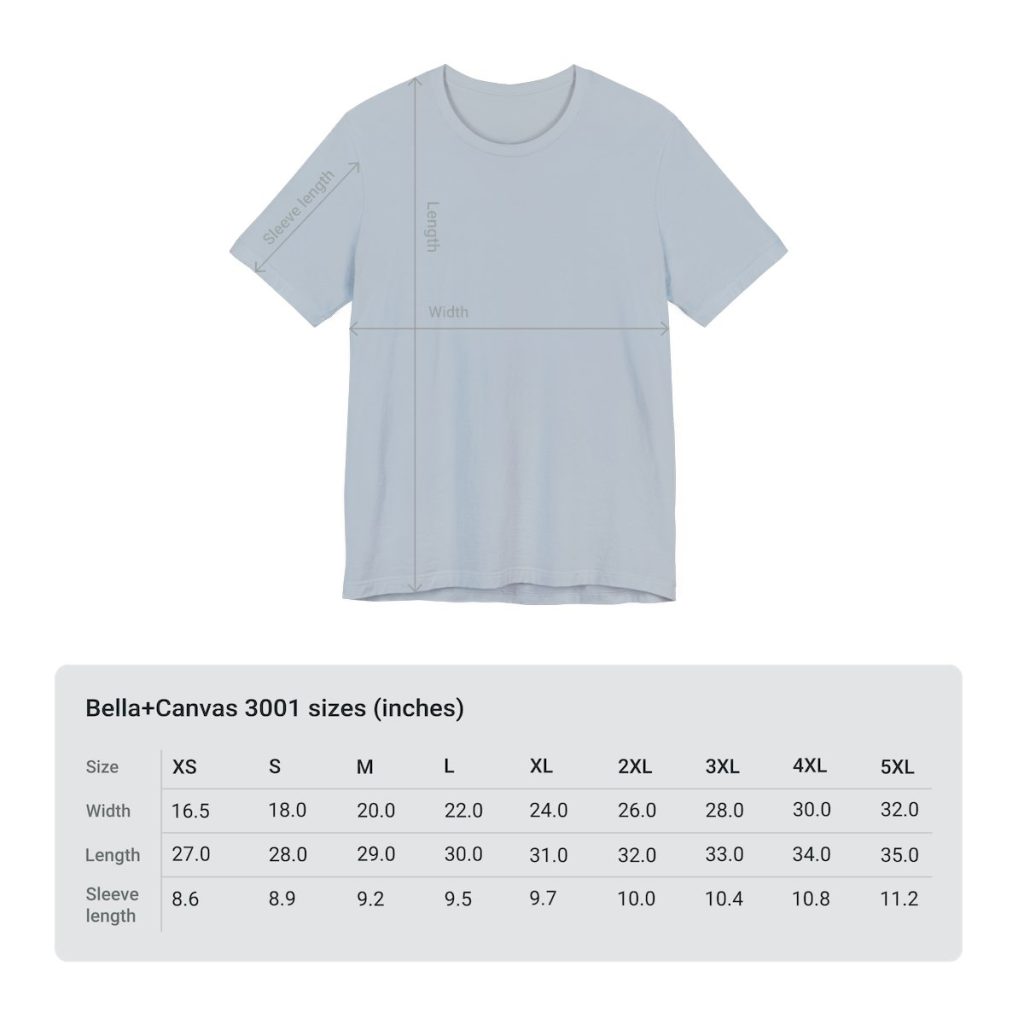 Sleeve length
Length
Width
Bella+Canvas 3001 sizes (inches)
Size XS S M L XL 2XL 3XL 4XL 5XL
Width 16.5 18.0 20.0 22.0 24.0 26.0 28.0 30.0 32.0
Length 27.0 28.0 29.0 30.0 31.0 32.0 33.0 34.0 35.0
Sleeve
length 8.6 8.9 9.2 9.5 9.7 10.0 10.4 10.8 11.2